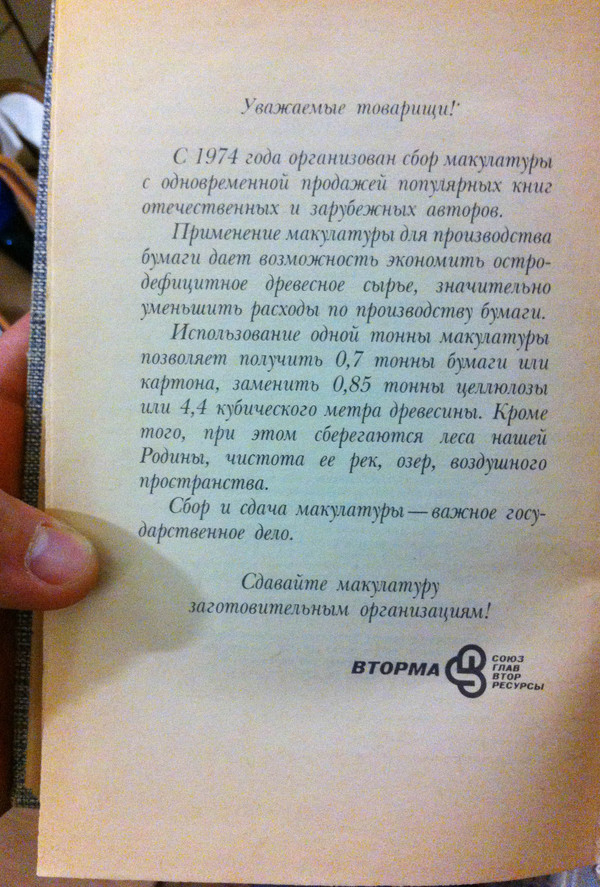 Уважаемые товарищи!
С 1974 года организован сбор макулатуры
с одновременной продажей популярных книг
отечественных и зарубежных авторов.
Применение макулатуры для производства
бумаги дает возможность экономить остро-
дефицитное древесное сырье, значительно
уменьшить расходы по производству бумаги.
Использование одной тонны макулатуры
позволяет получить 0,7 тонны бумаги или
картона, заменить 0,85 тонны целлюлозы
или 4,4 кубического метра древесины. Кроме
того, при этом сберегаются леса нашей
Родины, чистота ее рек, озер, воздушного
пространства.
Сбор и сдача макулатуры — важное госу-
дарственное дело.
Сдавайте макулатуру
заготовительным организациям!
ВТОРМА
СОЮЗ
ГЛАВ
ВТОР
РЕСУРСЫ